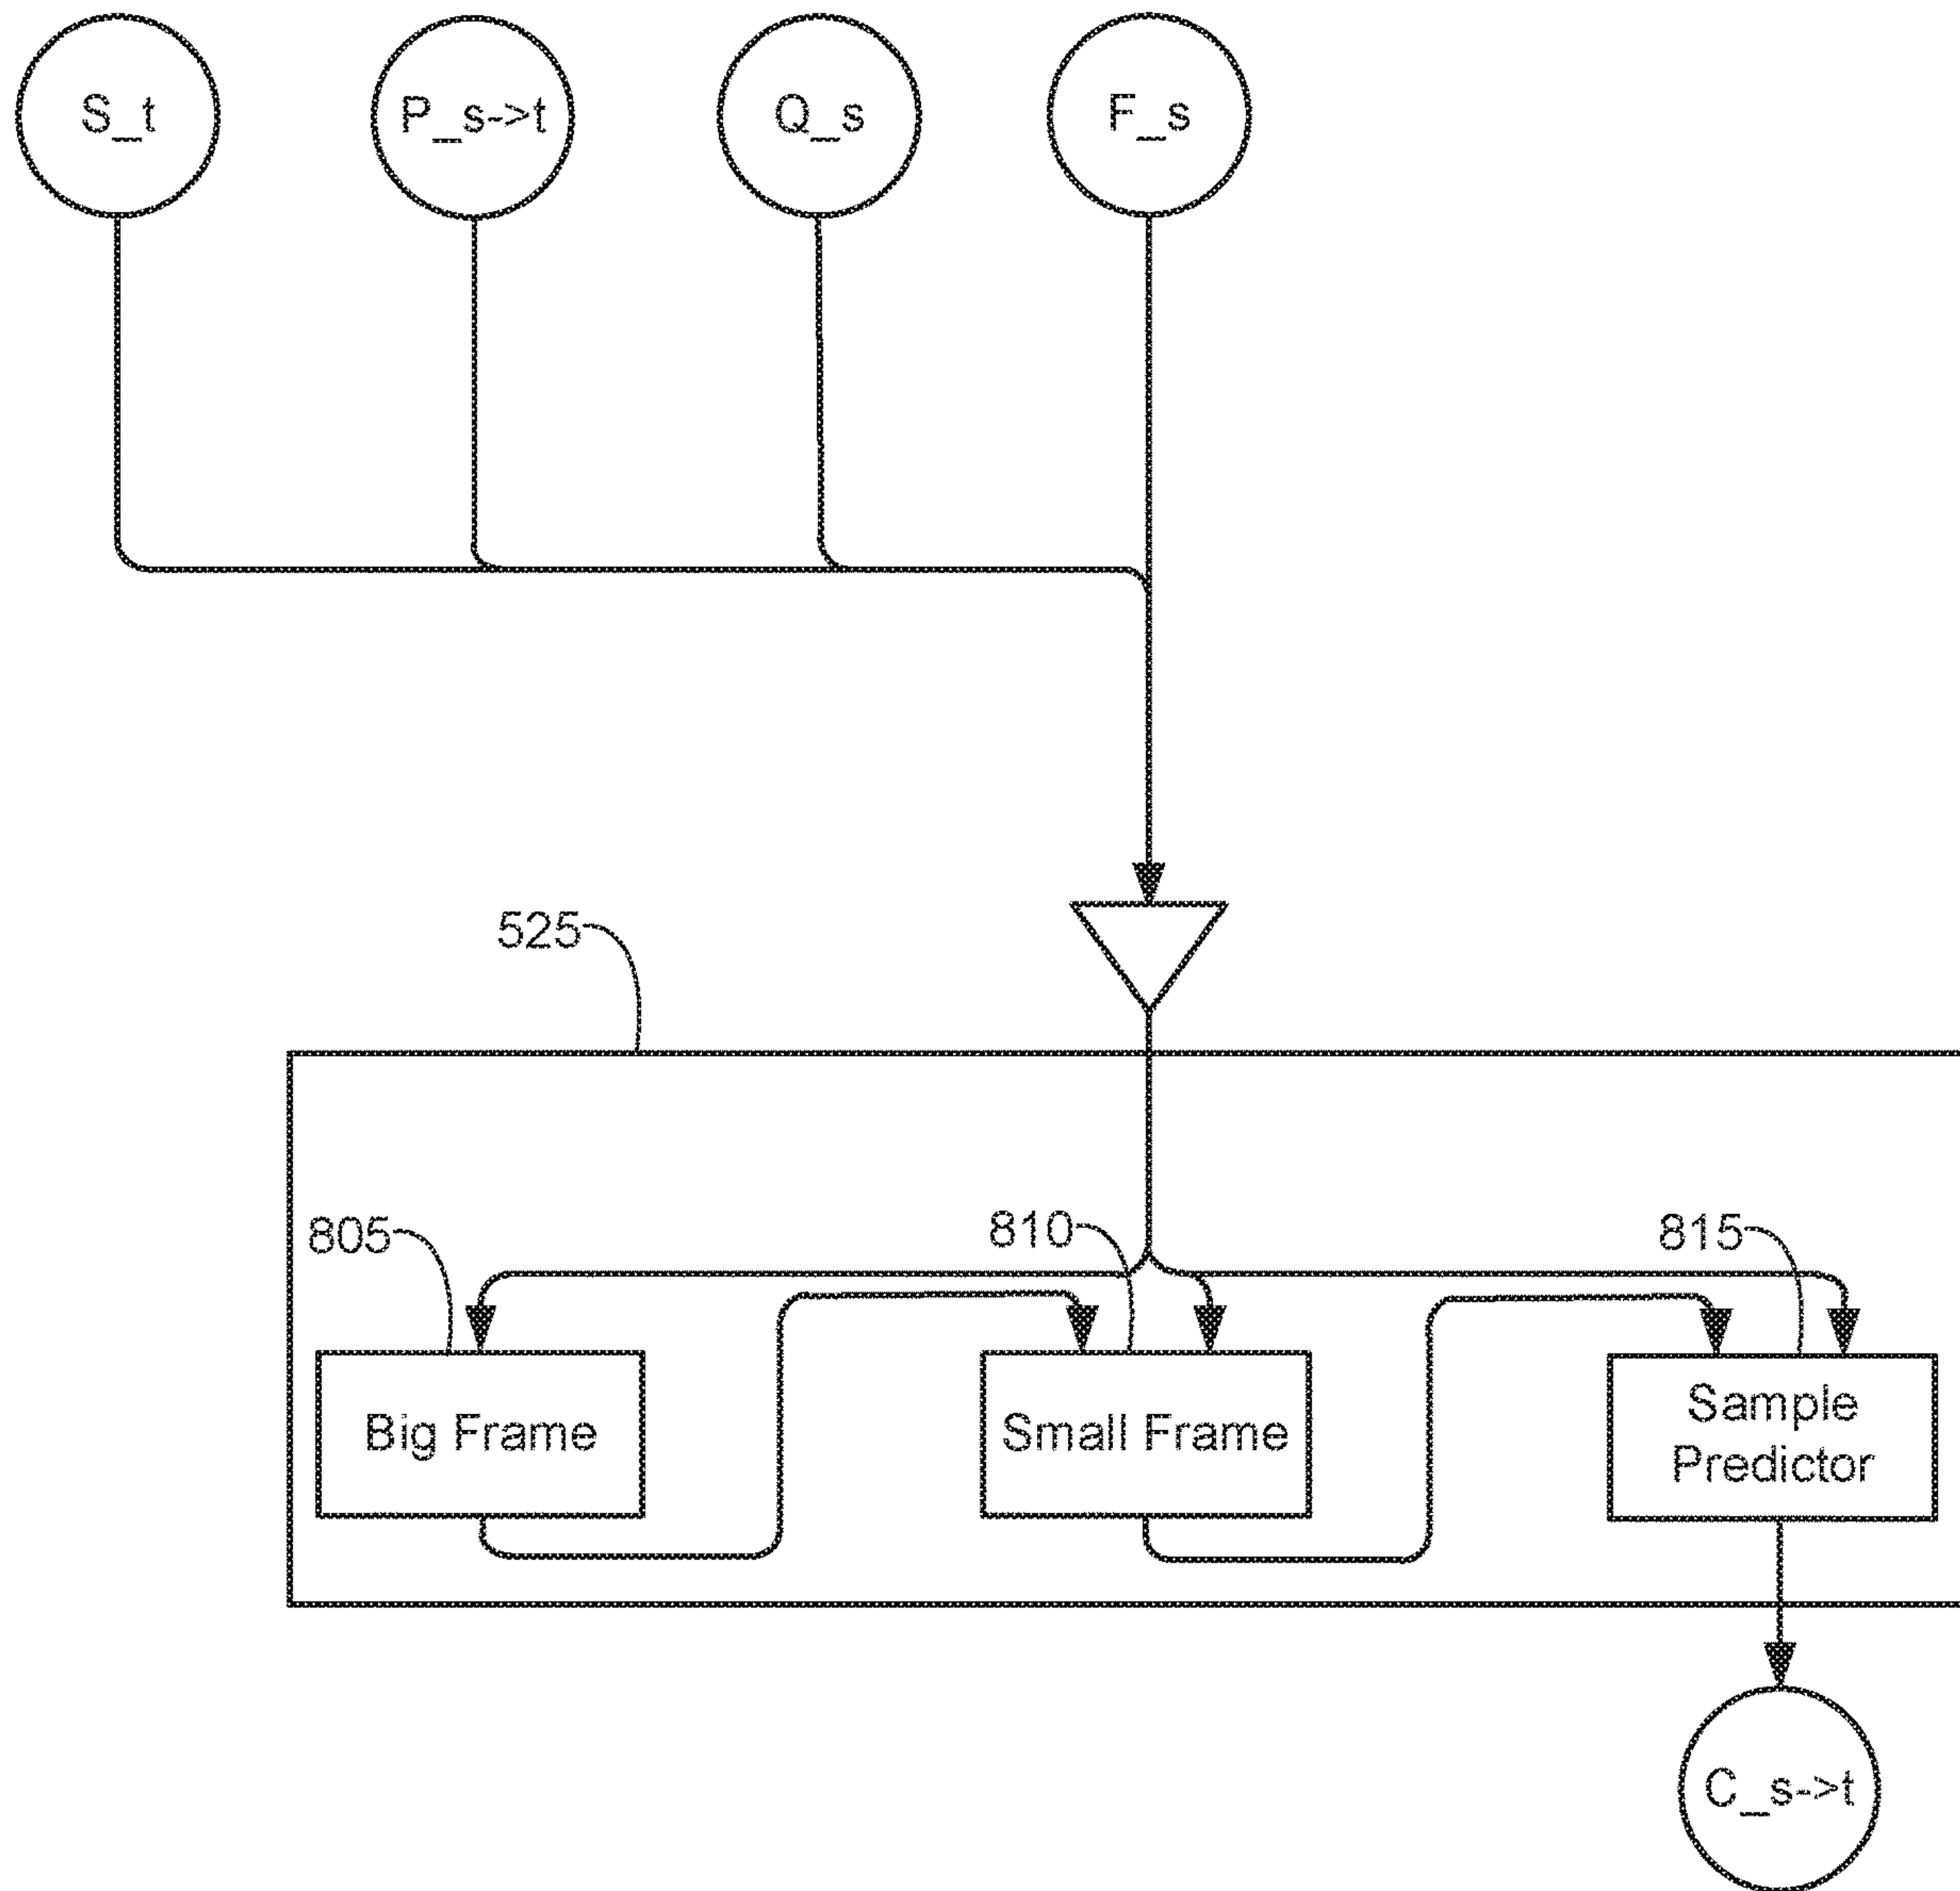 S_t
P_s->t
Q_s
F_s
525
805
810
815
Big Frame
Small Frame
Sample
Predictor
C_s->t